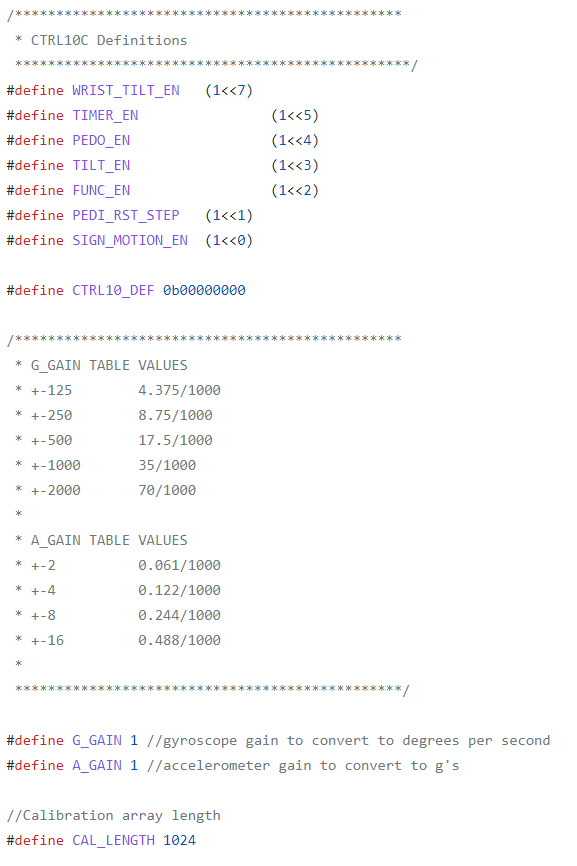 /***********************************************
 * CTRL10C Definitions
 ************************************************/
#define WRIST_TILT_EN   (1<<7)
#define TIMER_EN                (1<<5)
#define PEDO_EN                 (1<<4)
#define TILT_EN                 (1<<3)
#define FUNC_EN                 (1<<2)
#define PEDI_RST_STEP   (1<<1)
#define SIGN_MOTION_EN  (1<<0)

#define CTRL10_DEF 0b00000000

/***********************************************
 * G_GAIN TABLE VALUES
 * +-125        4.375/1000
 * +-250        8.75/1000
 * +-500        17.5/1000
 * +-1000       35/1000
 * +-2000       70/1000
 *
 * A_GAIN TABLE VALUES
 * +-2          0.061/1000
 * +-4          0.122/1000
 * +-8          0.244/1000
 * +-16         0.488/1000
 *
 ***********************************************/

#define G_GAIN 1 //gyroscope gain to convert to degrees per second
#define A_GAIN 1 //accelerometer gain to convert to g's

//Calibration array length
#define CAL_LENGTH 1024